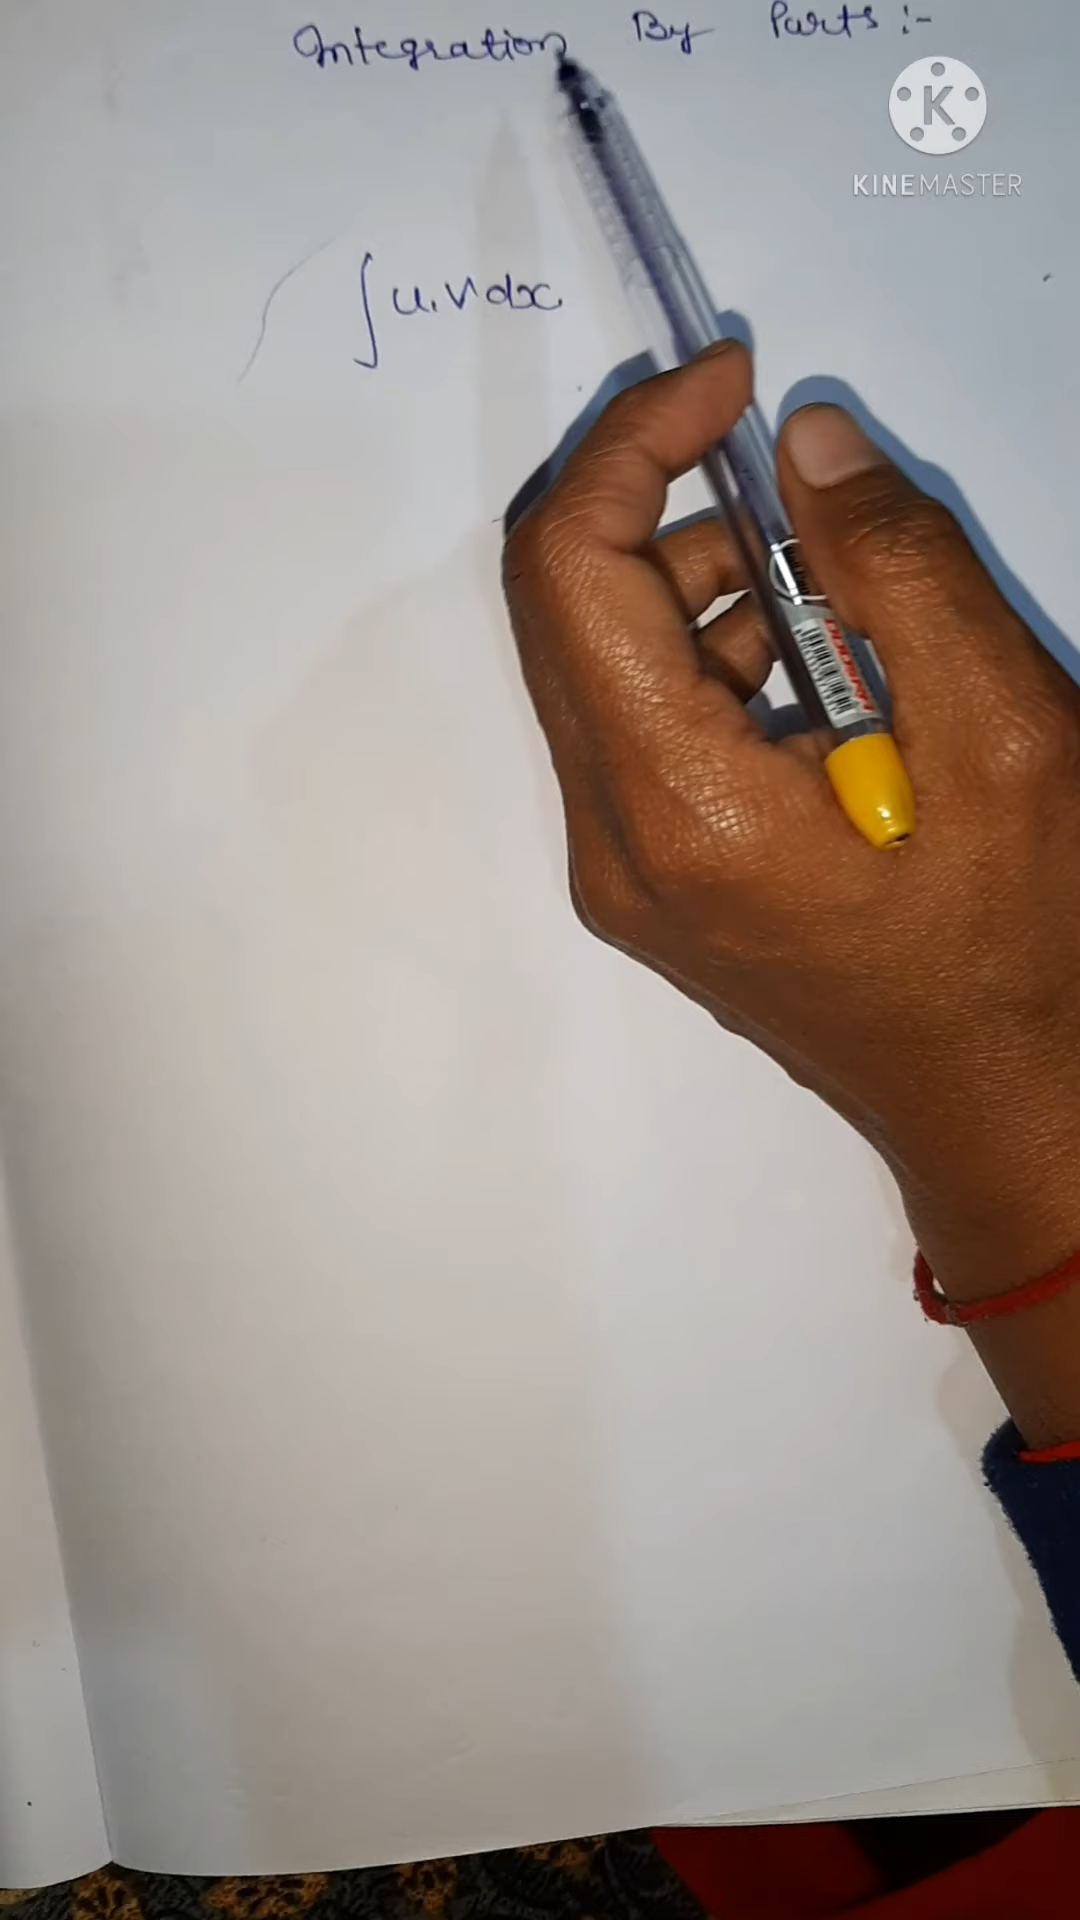 Integration By Parts :-
K
KINEMASTER
∫u.v dx